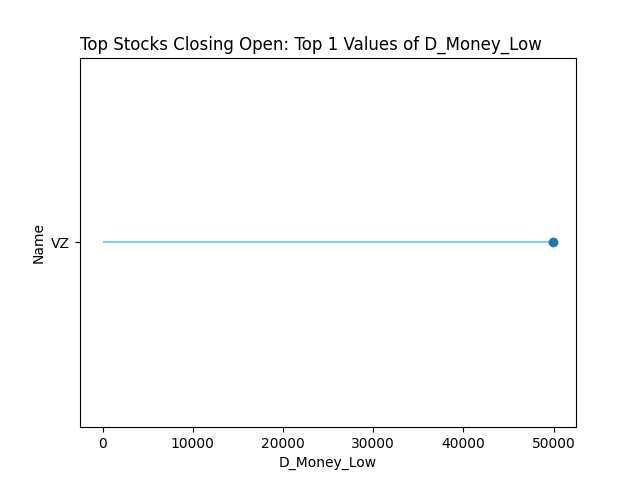 Top Stocks Closing Open: Top 1 Values of D_Money_Low
Name
VZ
0 10000 20000 30000 40000 50000
D_Money_Low